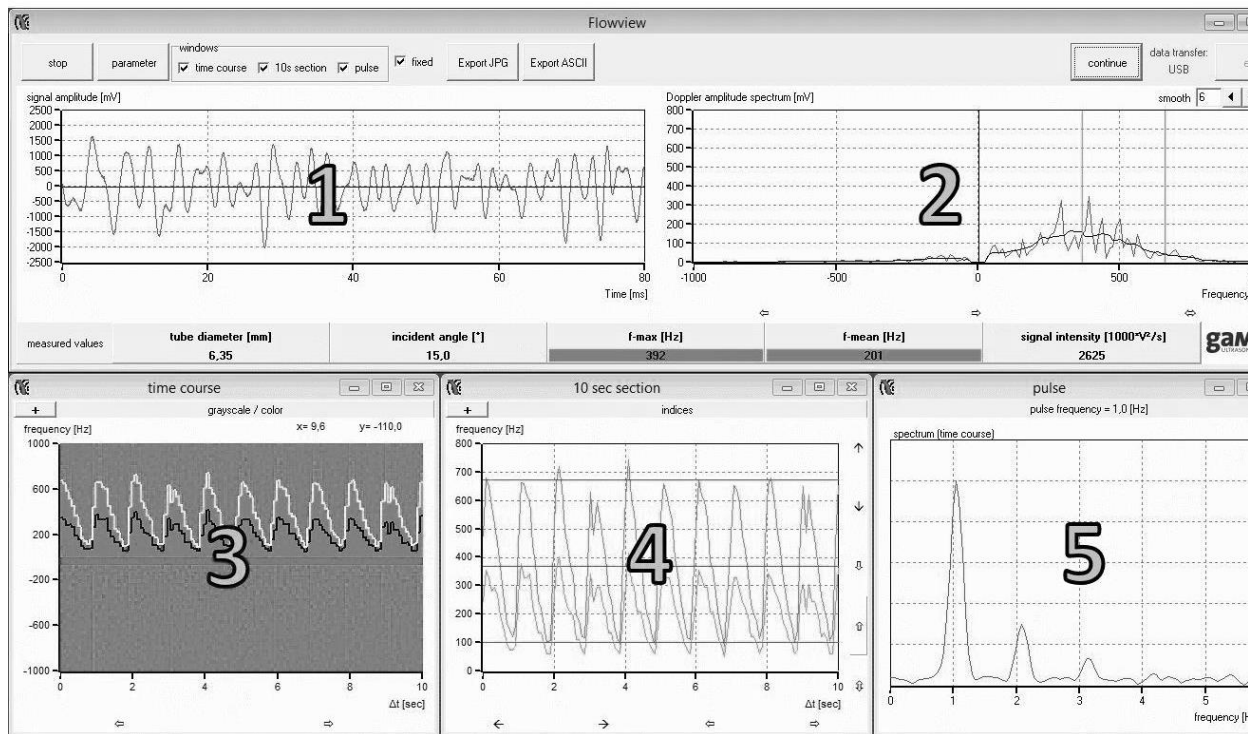 Flowview
stop
parameter
windows
time course
10s section
pulse
fixed
Export JPG
Export ASCII
continue
data transfer:
USB
signal amplitude [mV]
2500
2000
1500
1000
500
0
-500
-1000
-1500
-2000
-2500
0 20 40 60 80
Time [ms]
1
Doppler amplitude spectrum [mV]
smooth 6
800
700
600
500
400
300
200
100
0
-1000 -500 0 500
Frequency
2
measured values
tube diameter [mm]
6,35
incident angle [°]
15,0
f-max [Hz]
392
f-mean [Hz]
201
signal intensity [1000*V²/s]
2625
time course
+
grayscale / color
frequency [Hz]
x= 9,6 y= -110,0
1000
600
200
-200
-600
-1000
0 2 4 6 8 10
Δt [sec]
3
10 sec section
+
indices
frequency [Hz]
800
700
600
500
400
300
200
100
0
0 2 4 6 8 10
Δt [sec]
4
pulse
pulse frequency = 1,0 [Hz]
spectrum [time course]
0 1 2 3 4 5
frequency [H
5